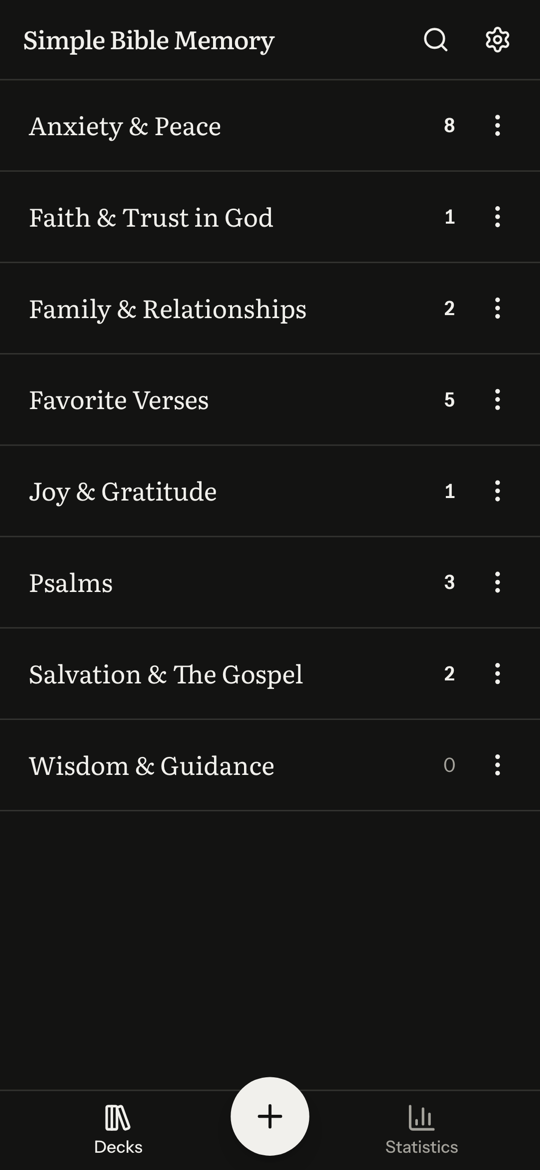 Simple Bible Memory
Anxiety & Peace 8
Faith & Trust in God 1
Family & Relationships 2
Favorite Verses 5
Joy & Gratitude 1
Psalms 3
Salvation & The Gospel 2
Wisdom & Guidance 0
Decks Statistics